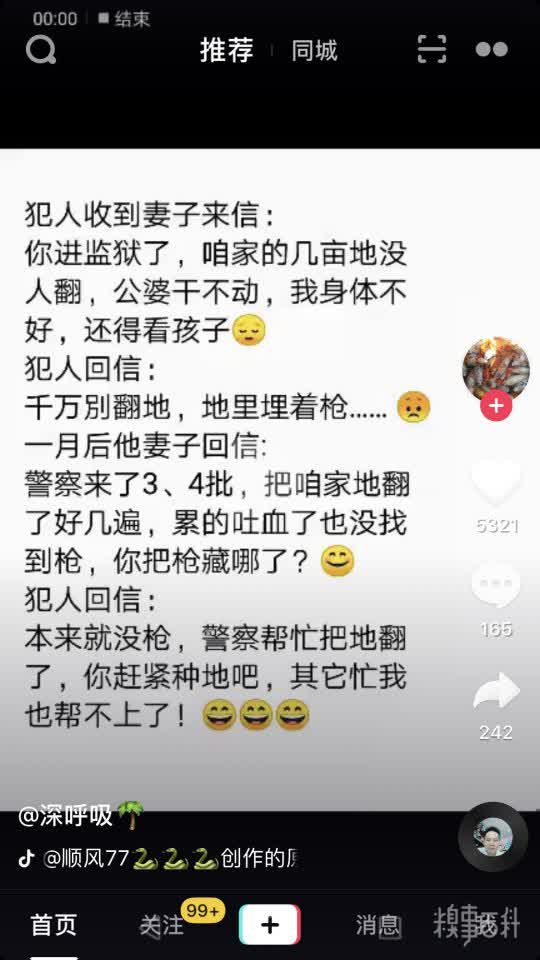 00:00 结束
推荐 同城
犯人收到妻子来信：
你进监狱了，咱家的几亩地没
人翻，公婆干不动，我身体不
好，还得看孩子😔
犯人回信：
千万别翻地，地里埋着枪…… 😡
一月后他妻子回信:
警察来了3、4批，把咱家地翻
了好几遍，累的吐血了也没找
到枪，你把枪藏哪了？😊
犯人回信：
本来就没枪，警察帮忙把地翻
了，你赶紧种地吧，其它忙我
也帮不上了！😄😄😄
5321
165
242
@深呼吸🌴
@顺风77🐍🐍🐍创作的
首页 关注 99+ 消息 我
糗事百科